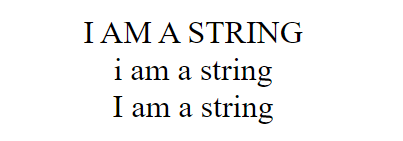 I AM A STRING
i am a string
I am a string